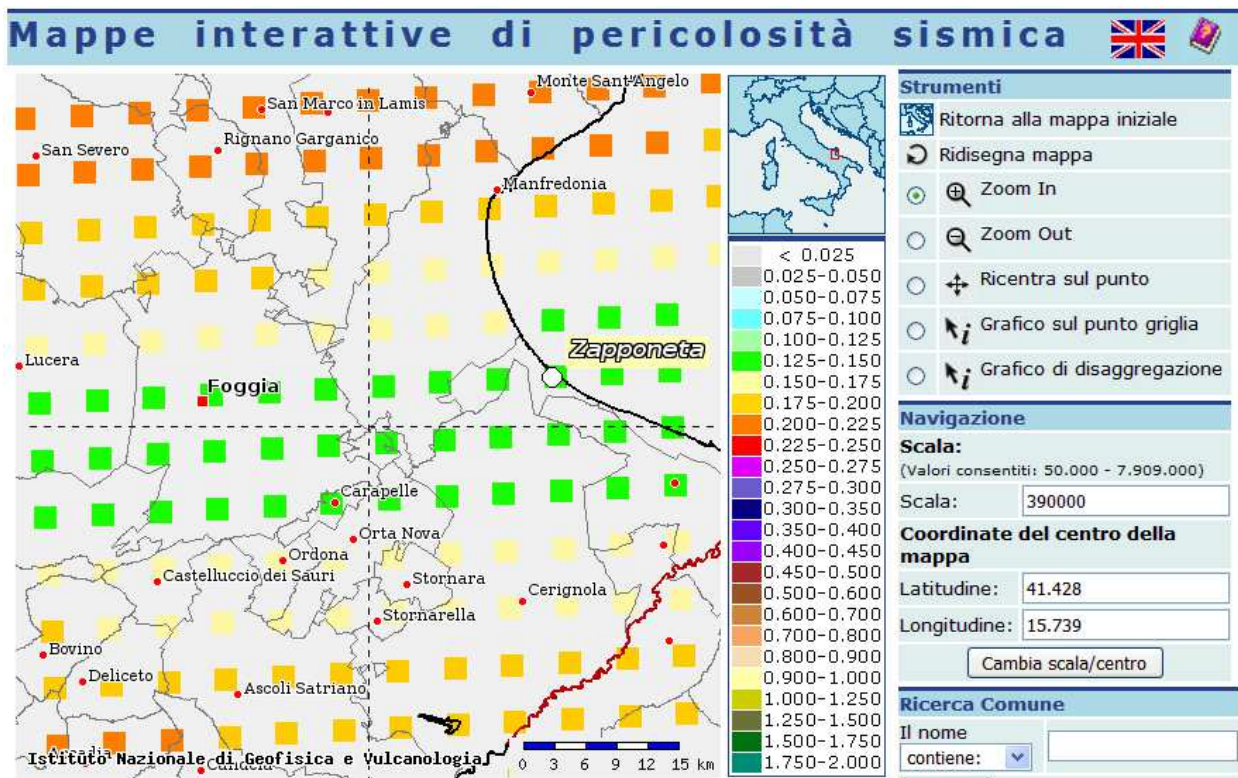 Mappe interattive di pericolosità sismica
Monte Sant'Angelo
San Marco in Lamis
Rignano Garganico
San Severo
Manfredonia
Zapponeta
Lucera
Foggia
Carapelle
Orta Nova
Ordona
Castelluccio dei Sauri
Stornara
Cerignola
Stornarella
Bovino
Deliceto
Ascoli Satriano
Istituto Nazionale di Geofisica e Vulcanologia
0 3 6 9 12 15 km
< 0.025
0.025-0.050
0.050-0.075
0.075-0.100
0.100-0.125
0.125-0.150
0.150-0.175
0.175-0.200
0.200-0.225
0.225-0.250
0.250-0.275
0.275-0.300
0.300-0.350
0.350-0.400
0.400-0.450
0.450-0.500
0.500-0.600
0.600-0.700
0.700-0.800
0.800-0.900
0.900-1.000
1.000-1.250
1.250-1.500
1.500-1.750
1.750-2.000
Strumenti
Ritorna alla mappa iniziale
Ridisegna mappa
Zoom In
Zoom Out
Ricentra sul punto
Grafico sul punto griglia
Grafico di disaggregazione
Navigazione
Scala:
(Valori consentiti: 50.000 - 7.909.000)
Scala: 390000
Coordinate del centro della
mappa
Latitudine: 41.428
Longitudine: 15.739
Cambia scala/centro
Ricerca Comune
Il nome
contiene: